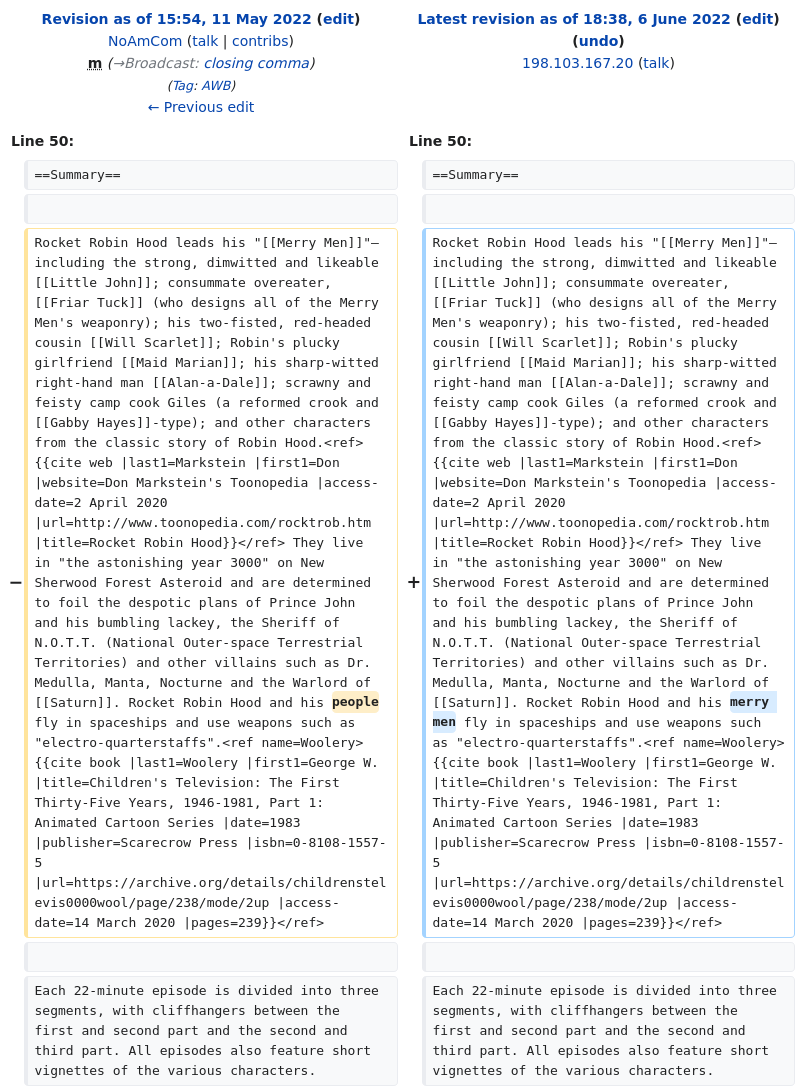 Revision as of 15:54, 11 May 2022 (edit)
NoAmCom (talk | contribs)
m (→Broadcast: closing comma)
(Tag: AWB)
← Previous edit
Latest revision as of 18:38, 6 June 2022 (edit)
(undo)
198.103.167.20 (talk)
Line 50:
==Summary==
− Rocket Robin Hood leads his "[[Merry Men]]"—
including the strong, dimwitted and likeable
[[Little John]]; consummate overeater,
[[Friar Tuck]] (who designs all of the Merry
Men's weaponry); his two-fisted, red-headed
cousin [[Will Scarlet]]; Robin's plucky
girlfriend [[Maid Marian]]; his sharp-witted
right-hand man [[Alan-a-Dale]]; scrawny and
feisty camp cook Giles (a reformed crook and
[[Gabby Hayes]]-type); and other characters
from the classic story of Robin Hood.<ref>
{{cite web |last1=Markstein |first1=Don
|website=Don Markstein's Toonopedia |access-
date=2 April 2020
|url=http://www.toonopedia.com/rocktrob.htm
|title=Rocket Robin Hood}}</ref> They live
in "the astonishing year 3000" on New
Sherwood Forest Asteroid and are determined
to foil the despotic plans of Prince John
and his bumbling lackey, the Sheriff of
N.O.T.T. (National Outer-space Terrestrial
Territories) and other villains such as Dr.
Medulla, Manta, Nocturne and the Warlord of
[[Saturn]]. Rocket Robin Hood and his people
fly in spaceships and use weapons such as
"electro-quarterstaffs".<ref name=Woolery>
{{cite book |last1=Woolery |first1=George W.
|title=Children's Television: The First
Thirty-Five Years, 1946-1981, Part 1:
Animated Cartoon Series |date=1983
|publisher=Scarecrow Press |isbn=0-8108-1557-
5
|url=https://archive.org/details/childrenstel
evis0000wool/page/238/mode/2up |access-
date=14 March 2020 |pages=239}}</ref>
Each 22-minute episode is divided into three
segments, with cliffhangers between the
first and second part and the second and
third part. All episodes also feature short
vignettes of the various characters.
Line 50:
==Summary==
+ Rocket Robin Hood leads his "[[Merry Men]]"—
including the strong, dimwitted and likeable
[[Little John]]; consummate overeater,
[[Friar Tuck]] (who designs all of the Merry
Men's weaponry); his two-fisted, red-headed
cousin [[Will Scarlet]]; Robin's plucky
girlfriend [[Maid Marian]]; his sharp-witted
right-hand man [[Alan-a-Dale]]; scrawny and
feisty camp cook Giles (a reformed crook and
[[Gabby Hayes]]-type); and other characters
from the classic story of Robin Hood.<ref>
{{cite web |last1=Markstein |first1=Don
|website=Don Markstein's Toonopedia |access-
date=2 April 2020
|url=http://www.toonopedia.com/rocktrob.htm
|title=Rocket Robin Hood}}</ref> They live
in "the astonishing year 3000" on New
Sherwood Forest Asteroid and are determined
to foil the despotic plans of Prince John
and his bumbling lackey, the Sheriff of
N.O.T.T. (National Outer-space Terrestrial
Territories) and other villains such as Dr.
Medulla, Manta, Nocturne and the Warlord of
[[Saturn]]. Rocket Robin Hood and his merry
men fly in spaceships and use weapons such
as "electro-quarterstaffs".<ref name=Woolery>
{{cite book |last1=Woolery |first1=George W.
|title=Children's Television: The First
Thirty-Five Years, 1946-1981, Part 1:
Animated Cartoon Series |date=1983
|publisher=Scarecrow Press |isbn=0-8108-1557-
5
|url=https://archive.org/details/childrenstel
evis0000wool/page/238/mode/2up |access-
date=14 March 2020 |pages=239}}</ref>
Each 22-minute episode is divided into three
segments, with cliffhangers between the
first and second part and the second and
third part. All episodes also feature short
vignettes of the various characters.